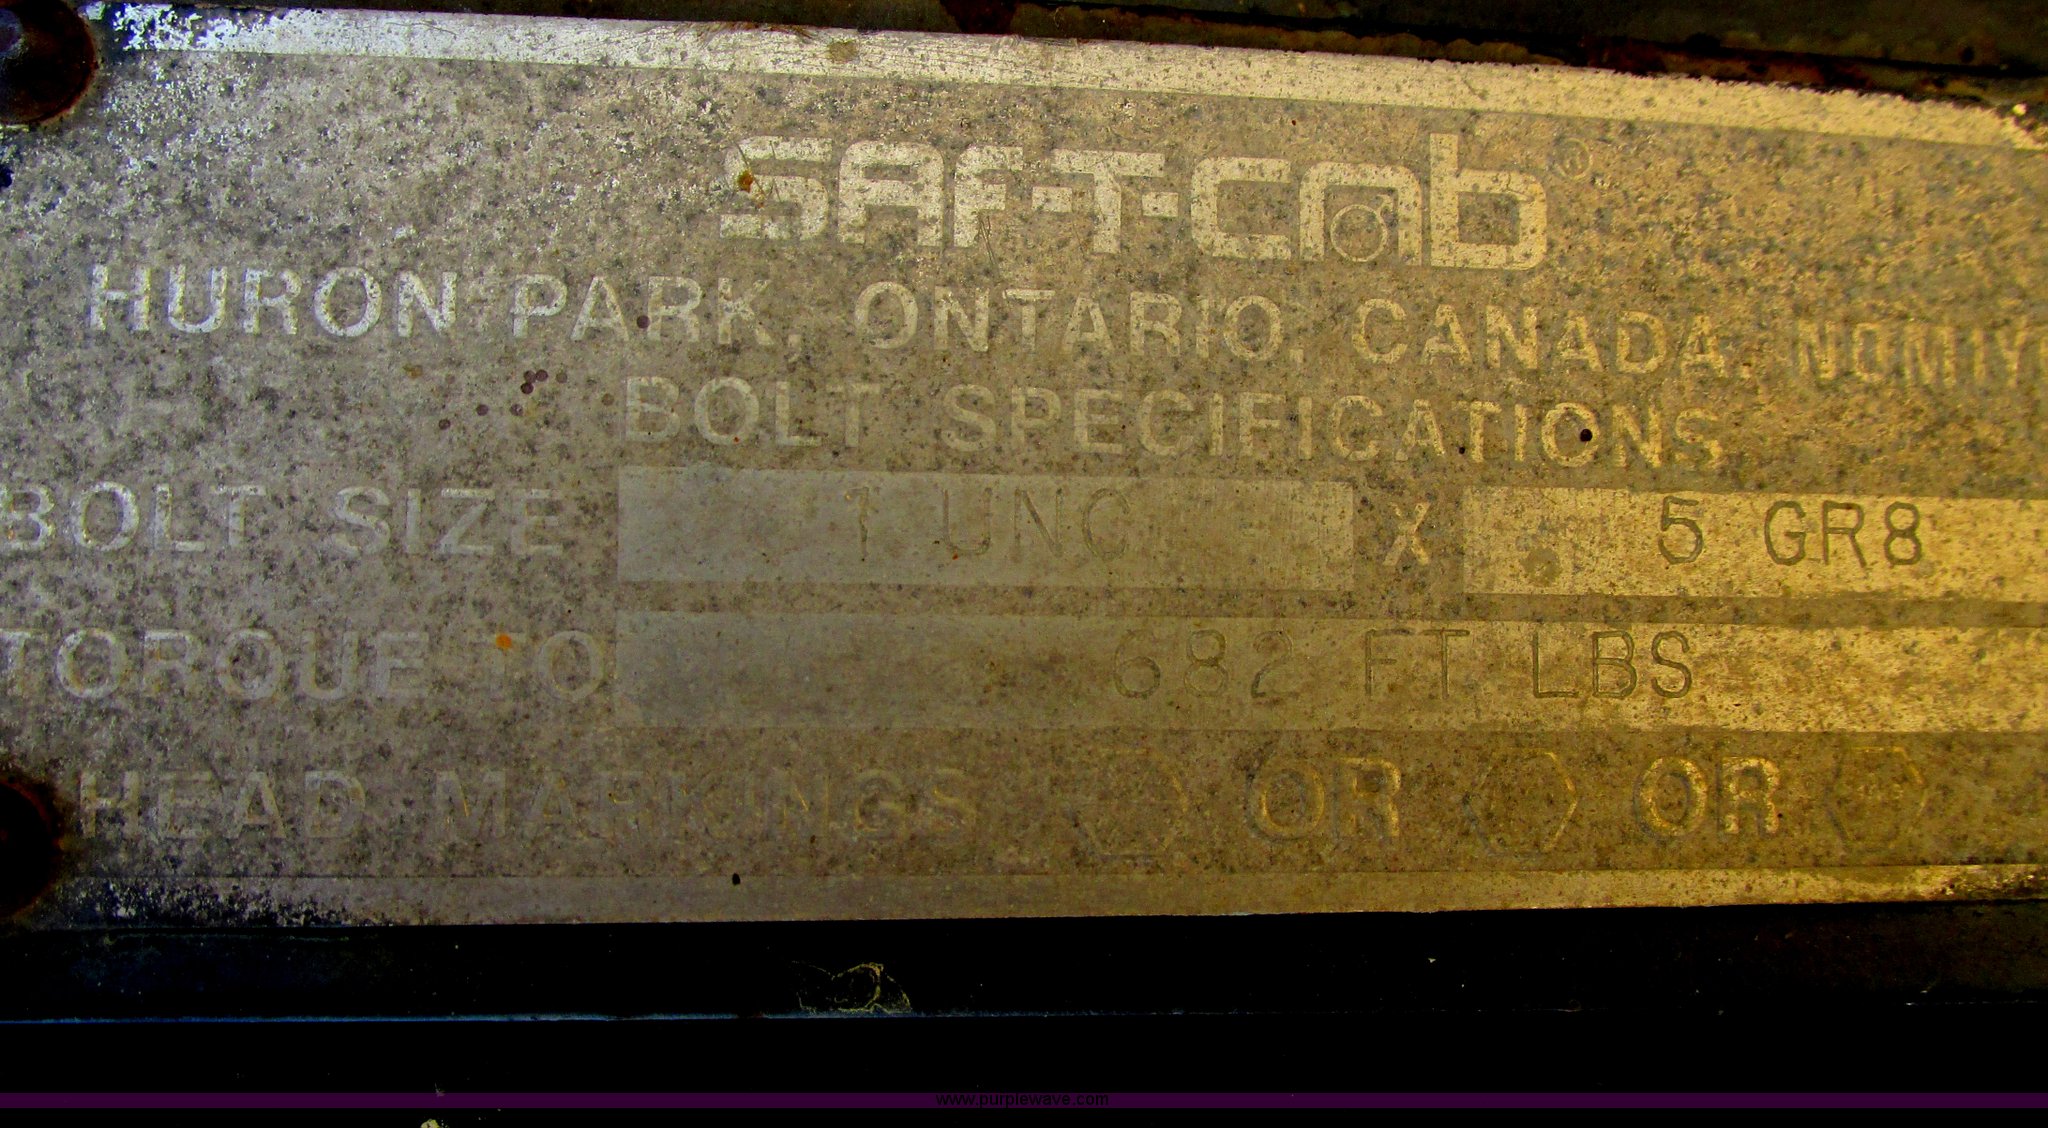 SAF-T-CAb®
HURON PARK, ONTARIO, CANADA, NOM1Y
BOLT SPECIFICATIONS
BOLT SIZE 1 UNC X 5 GR8
TORQUE TO 682 FT LBS
HEAD MARKINGS OR OR
www.purplewave.com